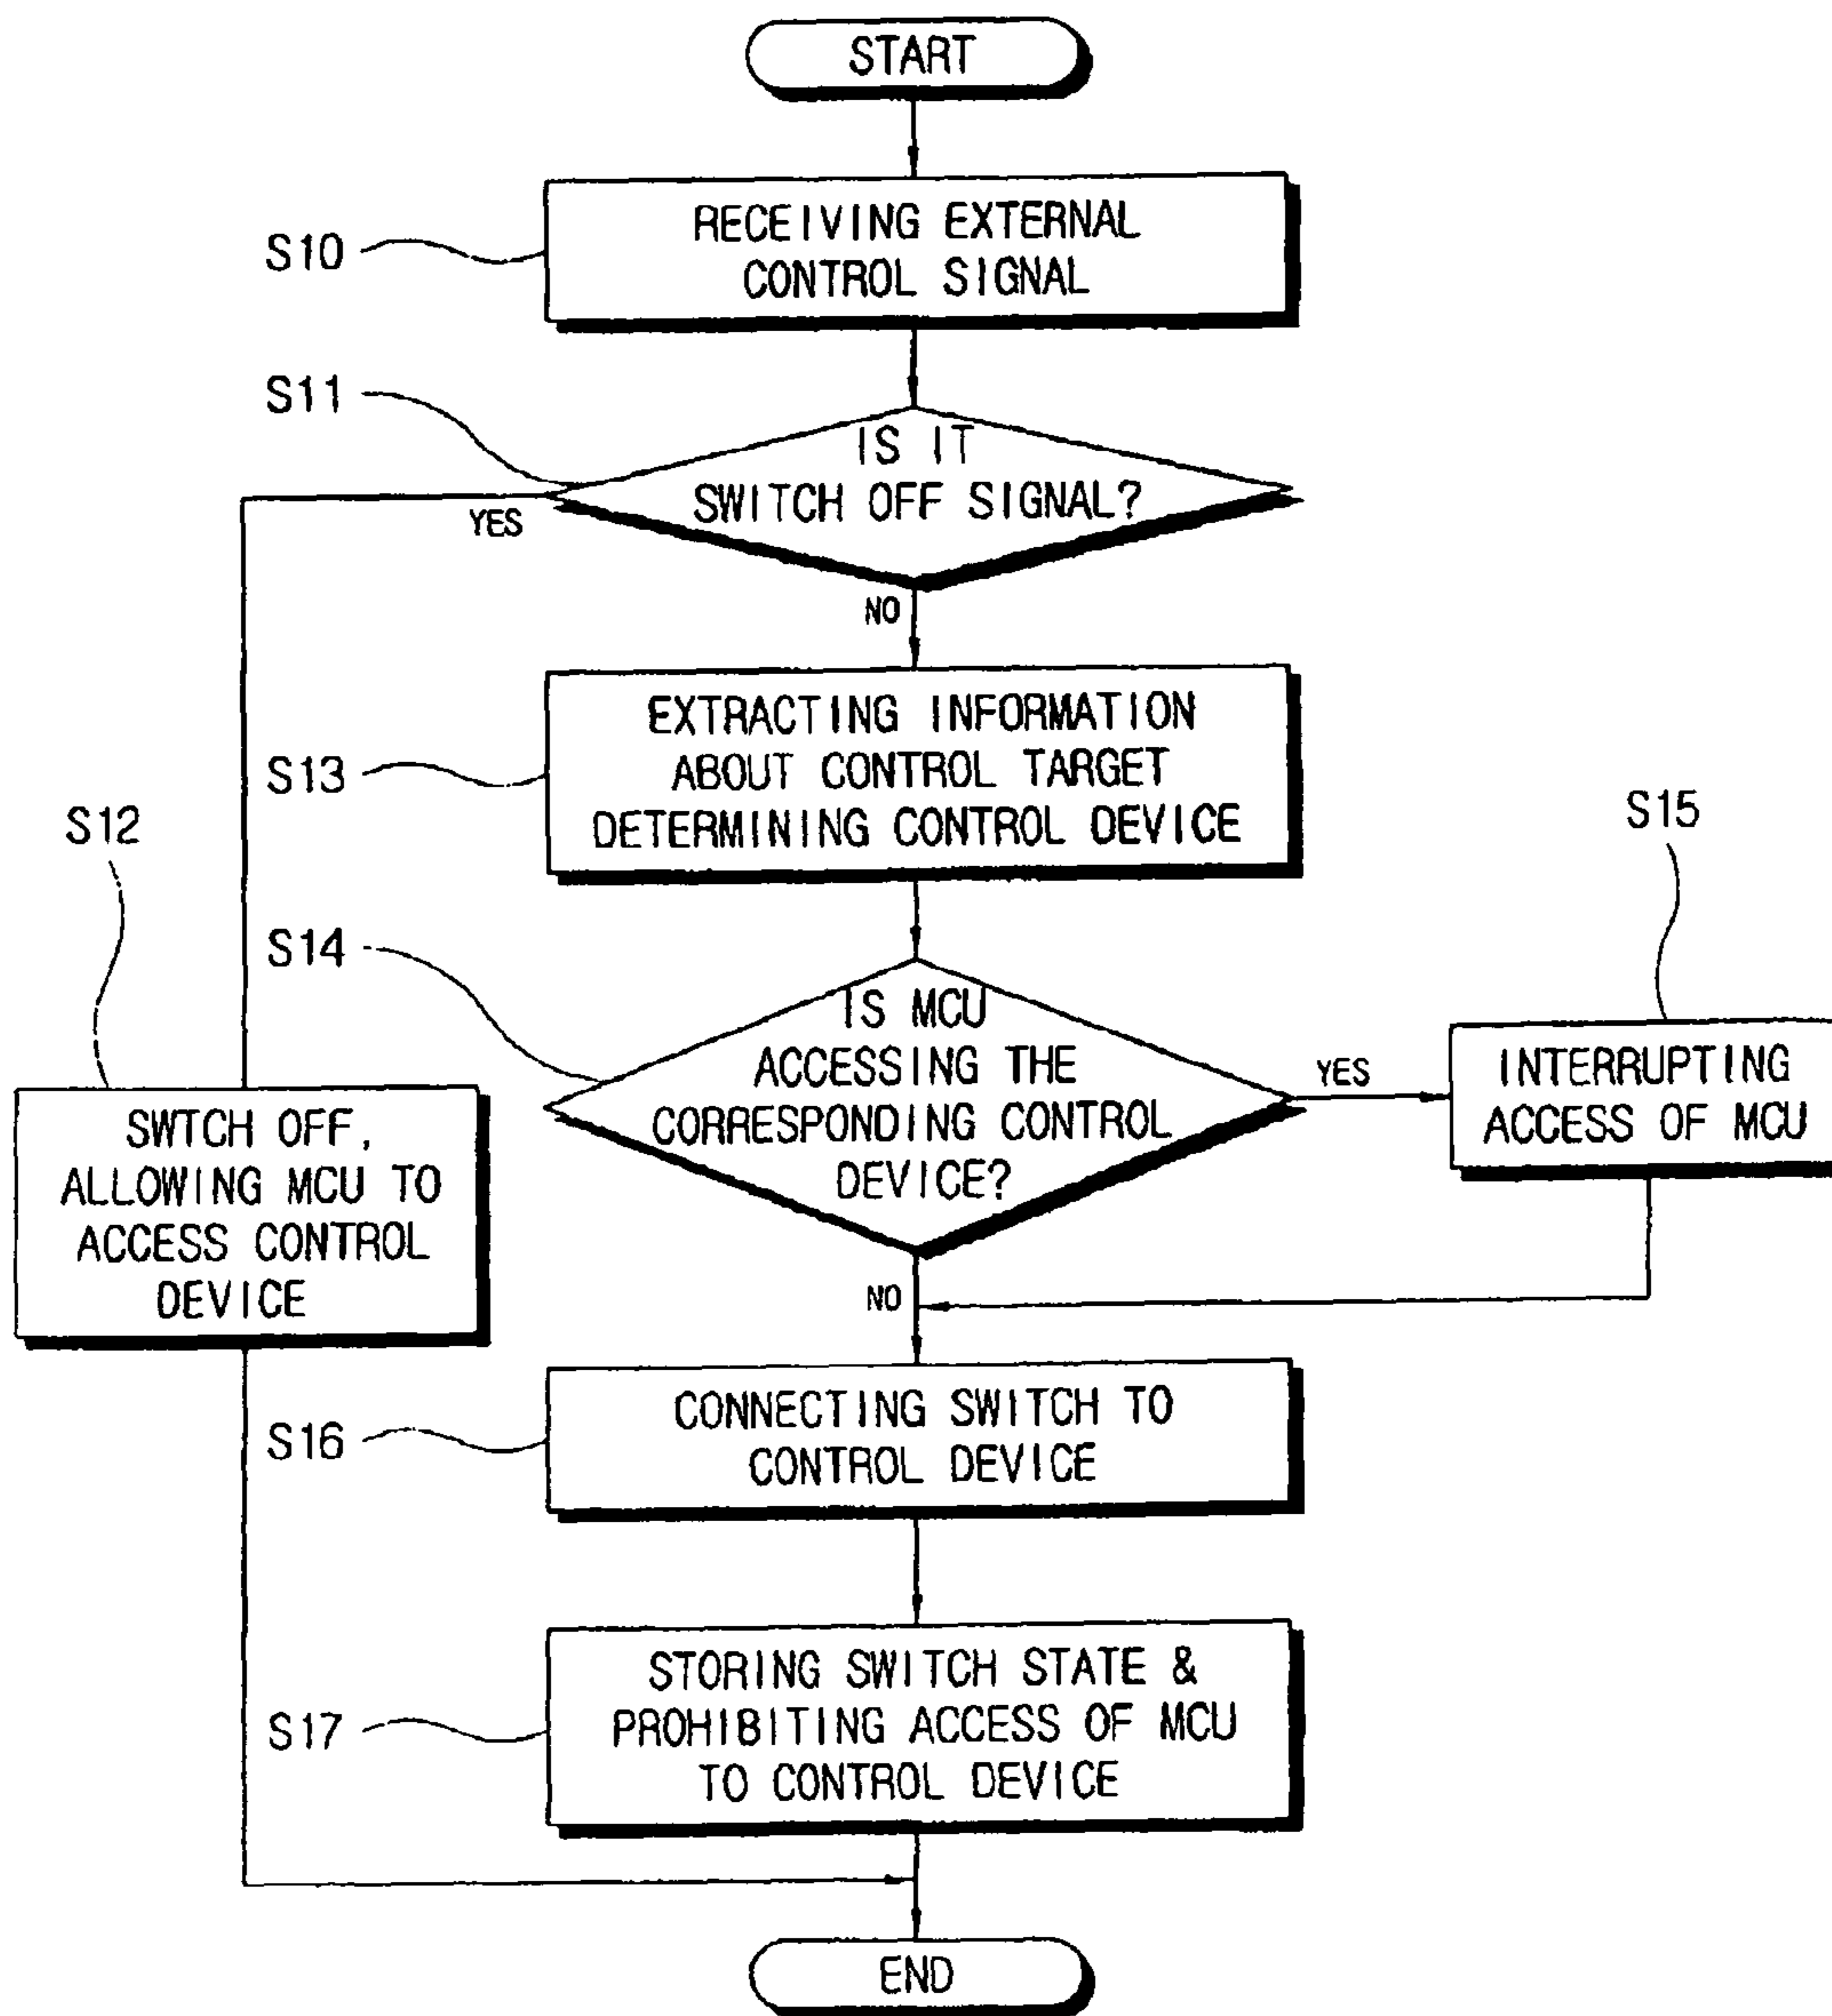 START
S10
RECEIVING EXTERNAL
CONTROL SIGNAL
S11
IS IT
SWITCH OFF SIGNAL?
YES
NO
S13
EXTRACTING INFORMATION
ABOUT CONTROL TARGET
DETERMINING CONTROL DEVICE
S12
S15
S14
IS MCU
ACCESSING THE
CORRESPONDING CONTROL
DEVICE?
YES
INTERRUPTING
ACCESS OF MCU
SWTCH OFF,
ALLOWING MCU TO
ACCESS CONTROL
DEVICE
NO
S16
CONNECTING SWITCH TO
CONTROL DEVICE
S17
STORING SWITCH STATE &
PROHIBITING ACCESS OF MCU
TO CONTROL DEVICE
END